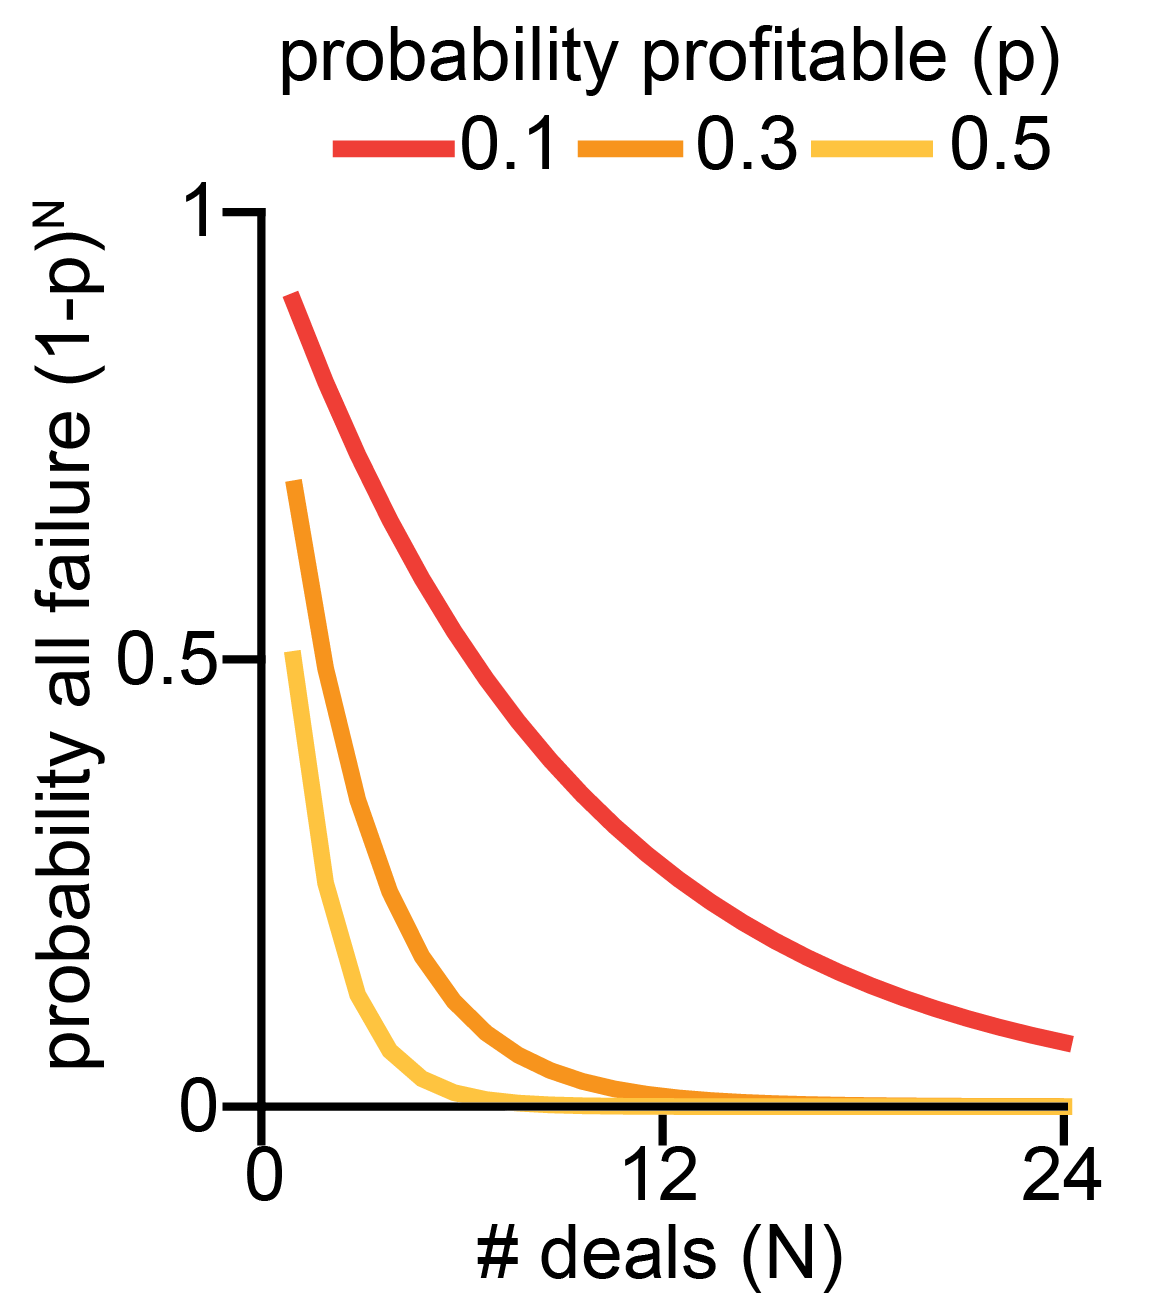 probability profitable (p)
0.1 0.3 0.5
probability all failure (1-p)ᴺ
1
0.5
0
0 12 24
# deals (N)